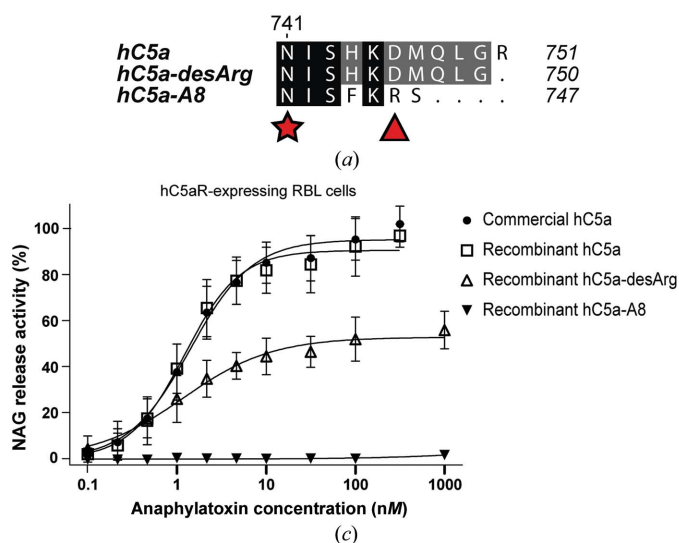 741
hC5a N I S H K D M Q L G R 751
hC5a-desArg N I S H K D M Q L G . 750
hC5a-A8 N I S F K R S . . . . 747
(a)
hC5aR-expressing RBL cells
NAG release activity (%)
100
80
60
40
20
0
0.1 1 10 100 1000
Anaphylatoxin concentration (nM)
Commercial hC5a
Recombinant hC5a
Recombinant hC5a-desArg
Recombinant hC5a-A8
(c)